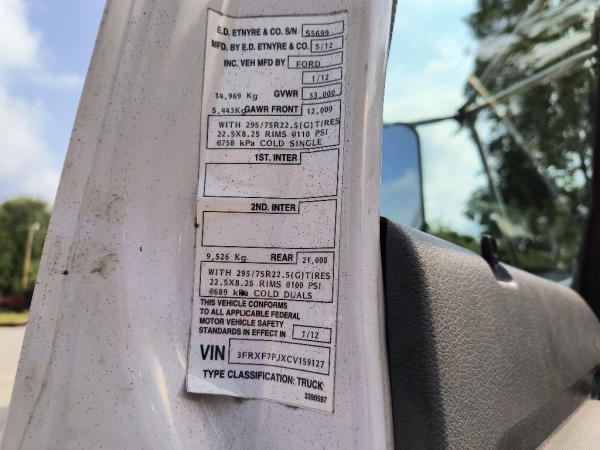 E.D. ETNYRE & CO. S/N S5699
MFD. BY E.D. ETNYRE & CO. 5/12
INC. VEH MFD BY FORD
1/12
14,969 Kg GVWR 33,000
5,443Kg GAWR FRONT 12,000
WITH 295/75R22.5(G)TIRES
22.5X8.25 RIMS @110 PSI
@758 kPa COLD SINGLE
1ST. INTER
2ND. INTER
9,526 Kg REAR 21,000
WITH 295/75R22.5(G)TIRES
22.5X8.25 RIMS @100 PSI
@689 kPa COLD DUALS
THIS VEHICLE CONFORMS
TO ALL APPLICABLE FEDERAL
MOTOR VEHICLE SAFETY
STANDARDS IN EFFECT IN 1/12
VIN 3FRXF7FJXCV159127
TYPE CLASSIFICATION: TRUCK
3390597